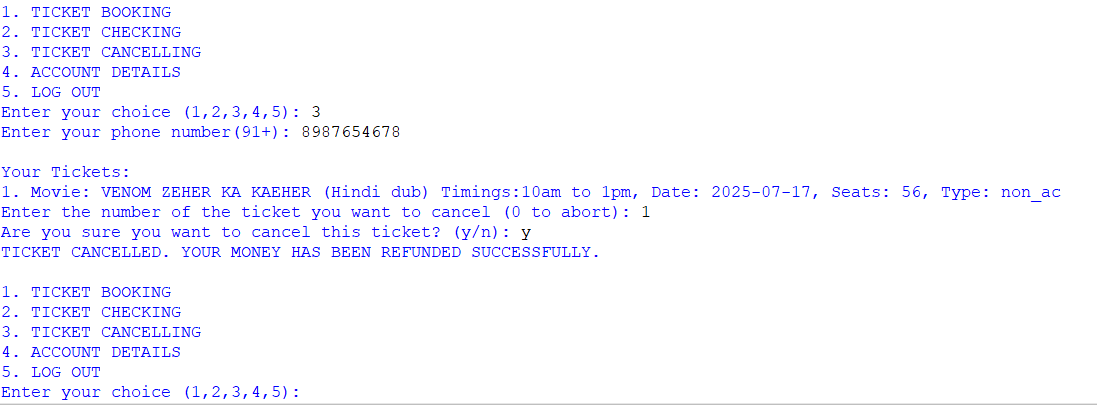 1. TICKET BOOKING
2. TICKET CHECKING
3. TICKET CANCELLING
4. ACCOUNT DETAILS
5. LOG OUT
Enter your choice (1,2,3,4,5): 3
Enter your phone number(91+): 8987654678
Your Tickets:
1. Movie: VENOM ZEHER KA KAEHER (Hindi dub) Timings:10am to 1pm, Date: 2025-07-17, Seats: 56, Type: non_ac
Enter the number of the ticket you want to cancel (0 to abort): 1
Are you sure you want to cancel this ticket? (y/n): y
TICKET CANCELLED. YOUR MONEY HAS BEEN REFUNDED SUCCESSFULLY.
1. TICKET BOOKING
2. TICKET CHECKING
3. TICKET CANCELLING
4. ACCOUNT DETAILS
5. LOG OUT
Enter your choice (1,2,3,4,5):